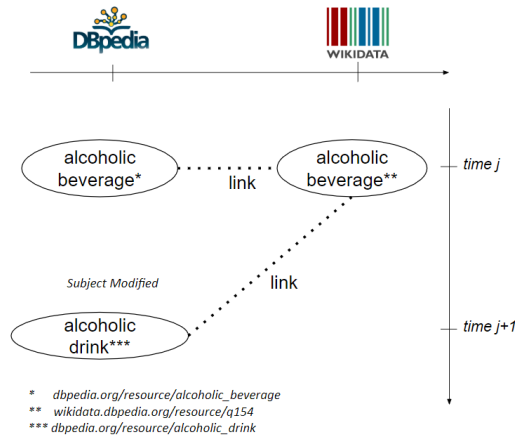 DBpedia
WIKIDATA
alcoholic
beverage*
link
alcoholic
beverage**
time j
Subject Modified
link
alcoholic
drink***
time j+1
* dbpedia.org/resource/alcoholic_beverage
** wikidata.dbpedia.org/resource/q154
*** dbpedia.org/resource/alcoholic_drink